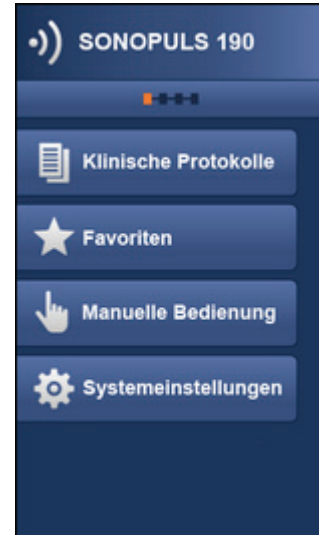 SONOPULS 190
Klinische Protokolle
Favoriten
Manuelle Bedienung
Systemeinstellungen